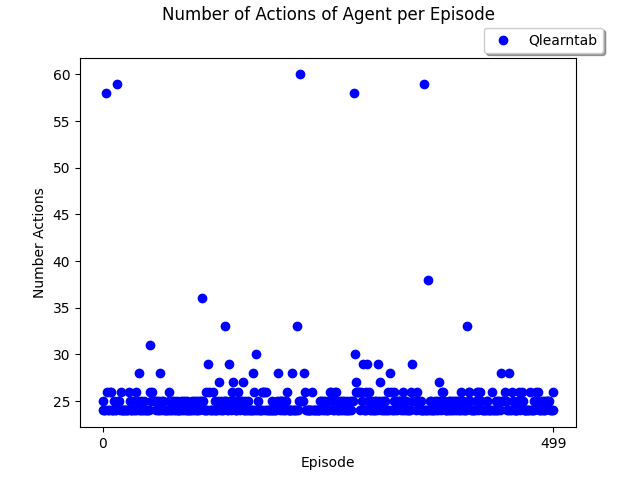 Number of Actions of Agent per Episode
Qlearntab
60
55
50
45
40
35
30
25
Number Actions
0
499
Episode